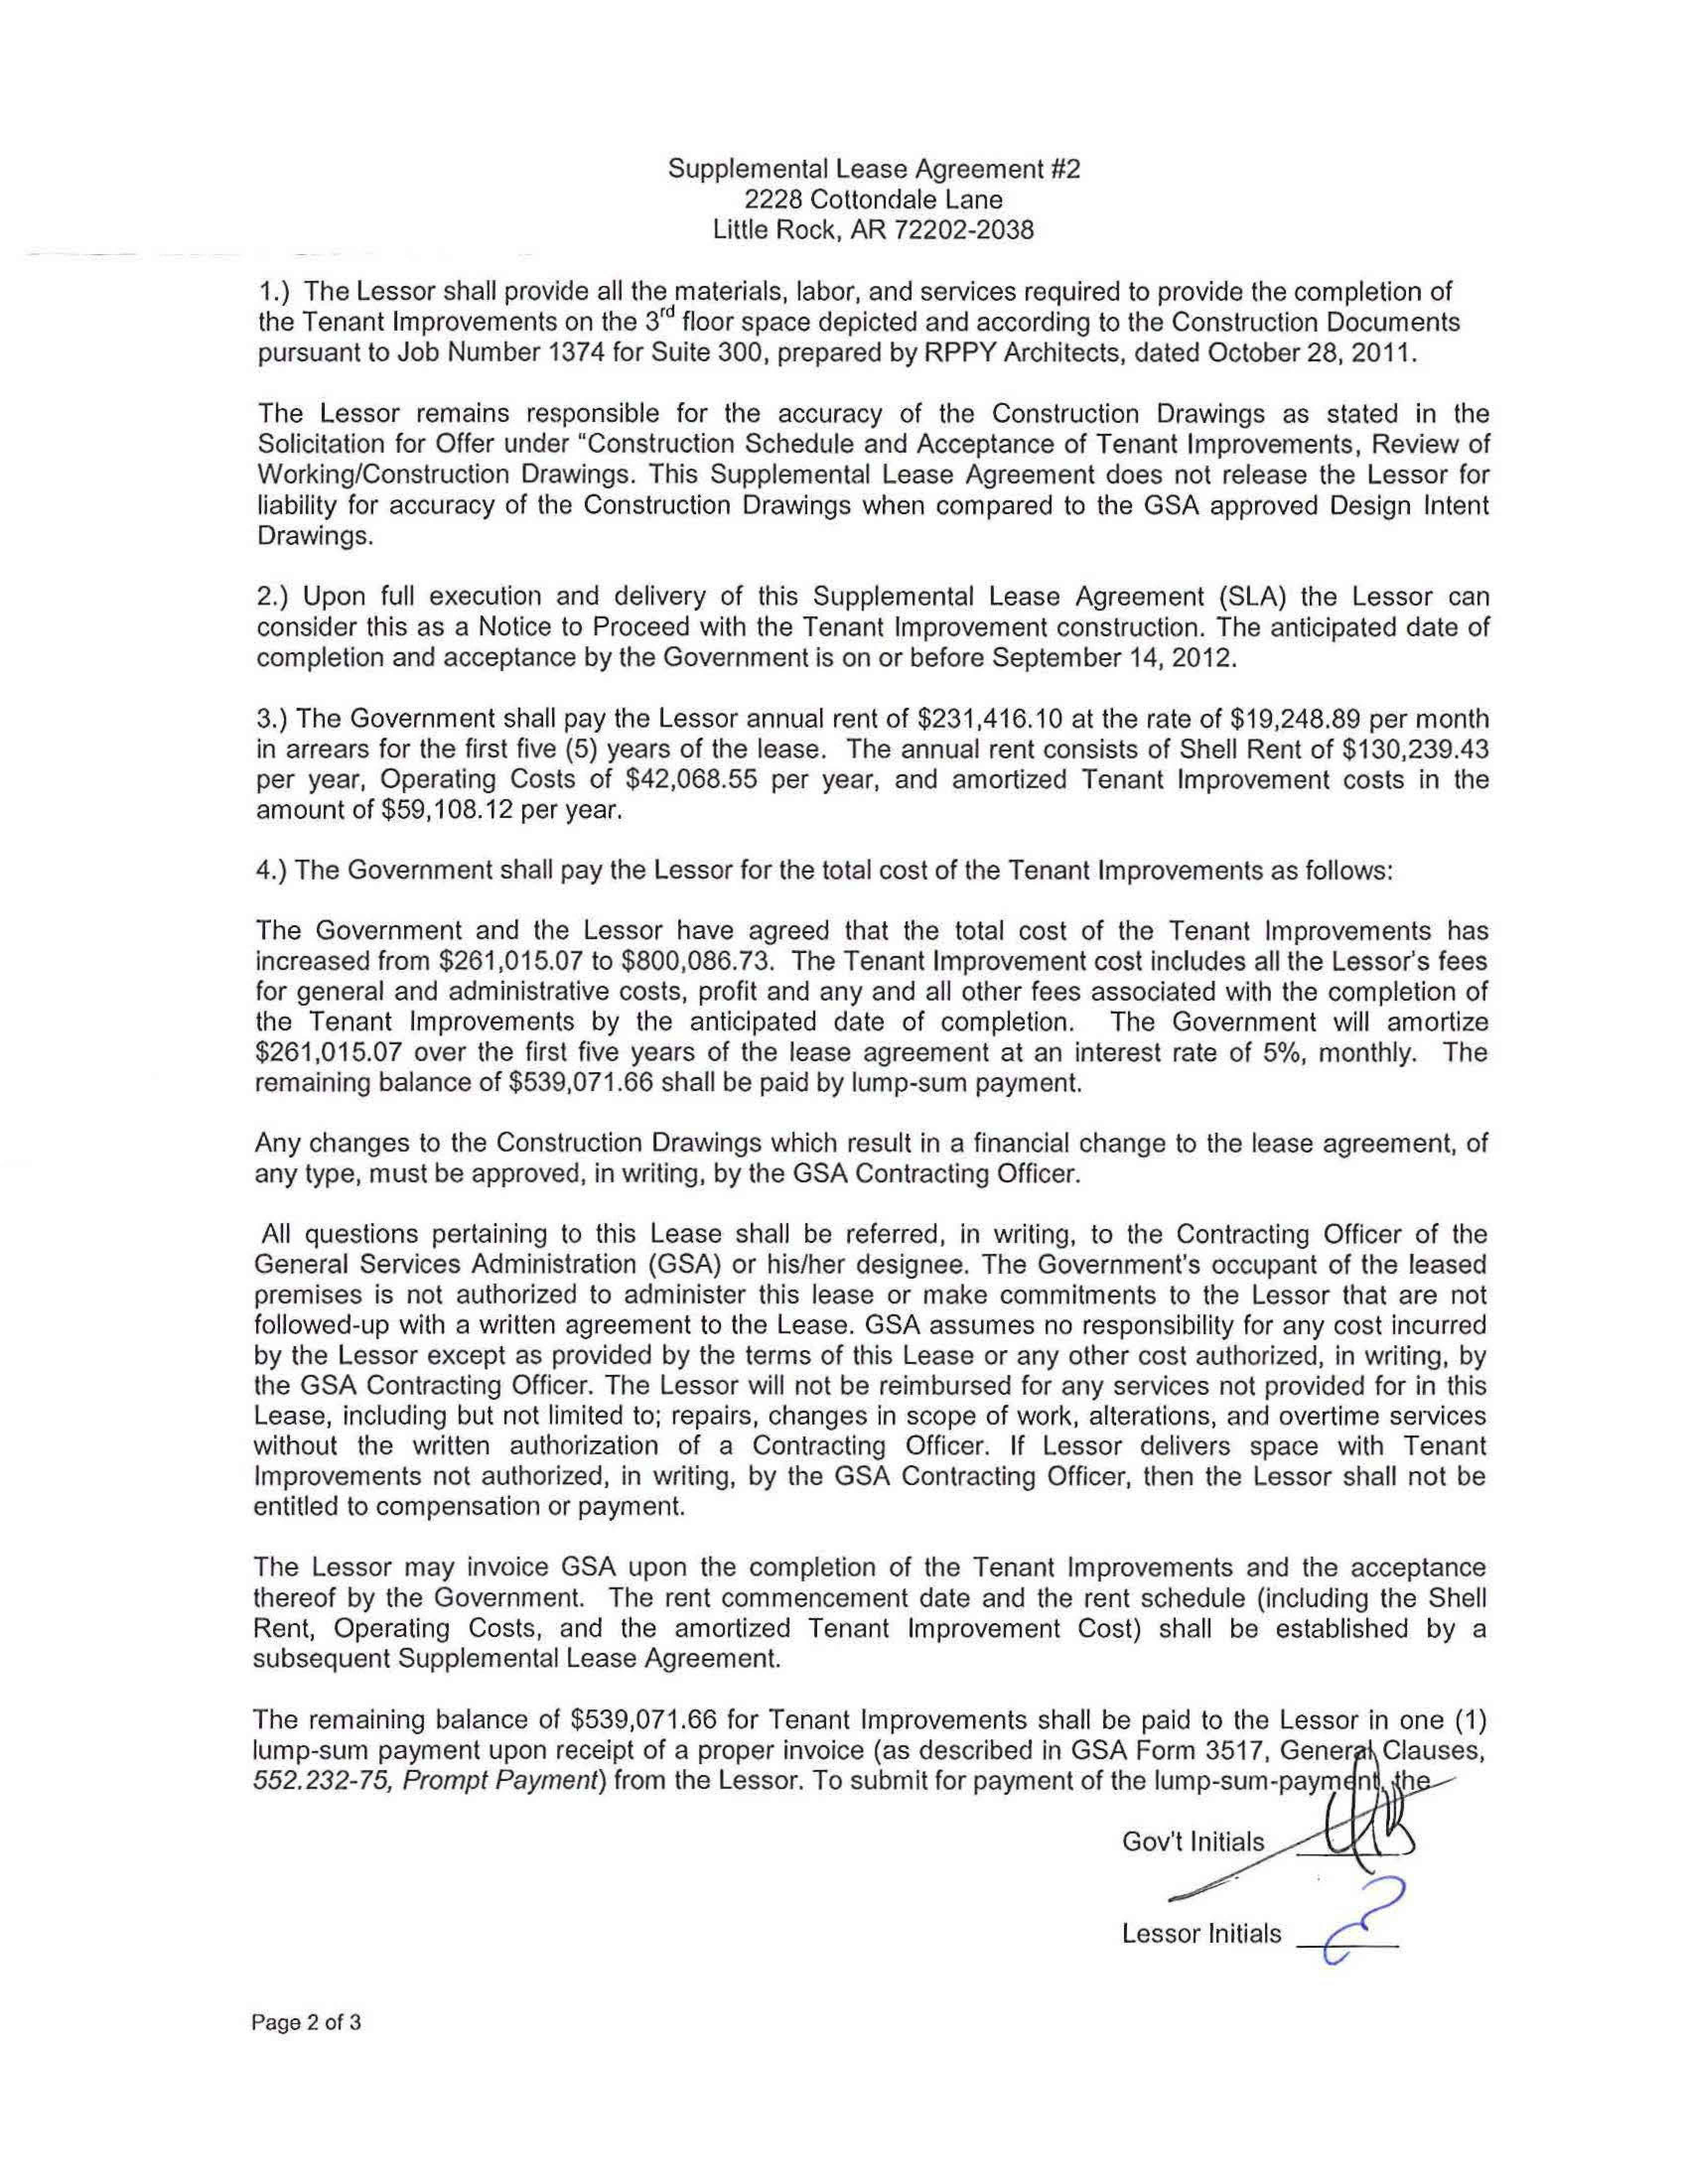 Supplemental Lease Agreement #2
2228 Cottondale Lane
Little Rock, AR 72202-2038
1.) The Lessor shall provide all the materials, labor, and services required to provide the completion of
the Tenant Improvements on the 3rd floor space depicted and according to the Construction Documents
pursuant to Job Number 1374 for Suite 300, prepared by RPPY Architects, dated October 28, 2011.
The Lessor remains responsible for the accuracy of the Construction Drawings as stated in the
Solicitation for Offer under “Construction Schedule and Acceptance of Tenant Improvements, Review of
Working/Construction Drawings. This Supplemental Lease Agreement does not release the Lessor for
liability for accuracy of the Construction Drawings when compared to the GSA approved Design Intent
Drawings.
2.) Upon full execution and delivery of this Supplemental Lease Agreement (SLA) the Lessor can
consider this as a Notice to Proceed with the Tenant Improvement construction. The anticipated date of
completion and acceptance by the Government is on or before September 14, 2012.
3.) The Government shall pay the Lessor annual rent of $231,416.10 at the rate of $19,248.89 per month
in arrears for the first five (5) years of the lease. The annual rent consists of Shell Rent of $130,239.43
per year, Operating Costs of $42,068.55 per year, and amortized Tenant Improvement costs in the
amount of $59,108.12 per year.
4.) The Government shall pay the Lessor for the total cost of the Tenant Improvements as follows:
The Government and the Lessor have agreed that the total cost of the Tenant Improvements has
increased from $261,015.07 to $800,086.73. The Tenant Improvement cost includes all the Lessor's fees
for general and administrative costs, profit and any and all other fees associated with the completion of
the Tenant Improvements by the anticipated date of completion. The Government will amortize
$261,015.07 over the first five years of the lease agreement at an interest rate of 5%, monthly. The
remaining balance of $539,071.66 shall be paid by lump-sum payment.
Any changes to the Construction Drawings which result in a financial change to the lease agreement, of
any type, must be approved, in writing, by the GSA Contracting Officer.
All questions pertaining to this Lease shall be referred, in writing, to the Contracting Officer of the
General Services Administration (GSA) or his/her designee. The Government's occupant of the leased
premises is not authorized to administer this lease or make commitments to the Lessor that are not
followed-up with a written agreement to the Lease. GSA assumes no responsibility for any cost incurred
by the Lessor except as provided by the terms of this Lease or any other cost authorized, in writing, by
the GSA Contracting Officer. The Lessor will not be reimbursed for any services not provided for in this
Lease, including but not limited to; repairs, changes in scope of work, alterations, and overtime services
without the written authorization of a Contracting Officer. If Lessor delivers space with Tenant
Improvements not authorized, in writing, by the GSA Contracting Officer, then the Lessor shall not be
entitled to compensation or payment.
The Lessor may invoice GSA upon the completion of the Tenant Improvements and the acceptance
thereof by the Government. The rent commencement date and the rent schedule (including the Shell
Rent, Operating Costs, and the amortized Tenant Improvement Cost) shall be established by a
subsequent Supplemental Lease Agreement.
The remaining balance of $539,071.66 for Tenant Improvements shall be paid to the Lessor in one (1)
lump-sum payment upon receipt of a proper invoice (as described in GSA Form 3517, General Clauses,
552.232-75, Prompt Payment) from the Lessor. To submit for payment of the lump-sum-payment, the
Gov't Initials
Lessor Initials
Page 2 of 3